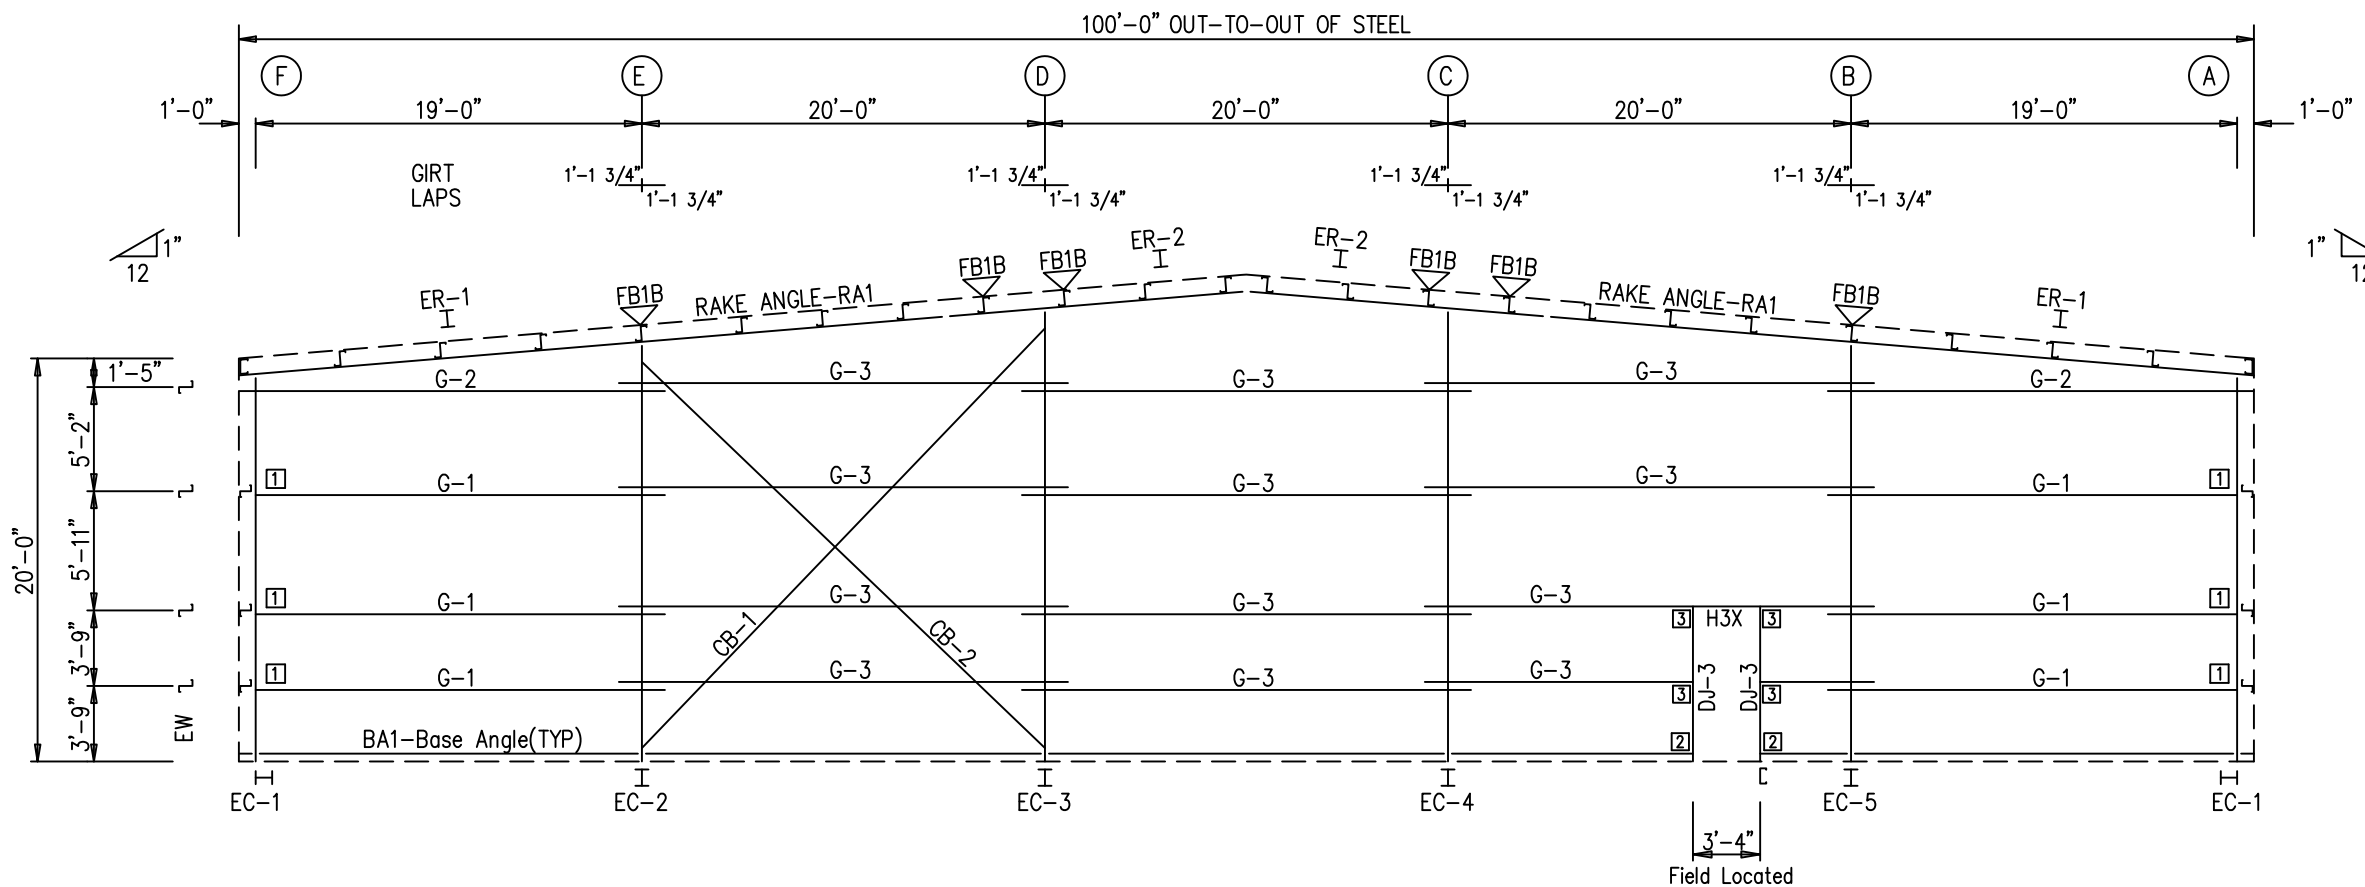 100'-0" OUT-TO-OUT OF STEEL
F E D C B A
1'-0" 19'-0" 20'-0" 20'-0" 20'-0" 19'-0" 1'-0"
GIRT
LAPS
1'-1 3/4" 1'-1 3/4" 1'-1 3/4" 1'-1 3/4"
1'-1 3/4" 1'-1 3/4" 1'-1 3/4" 1'-1 3/4"
1" 1"
12 12
ER-2 ER-2
FB1B FB1B FB1B FB1B
ER-1 FB1B RAKE ANGLE-RA1 RAKE ANGLE-RA1 FB1B ER-1
1'-5" G-2 G-3 G-3 G-3 G-2
5'-2"
1 G-1 G-3 G-3 G-3 G-1 1
20'-0"
5'-11"
1 G-1 G-3 G-3 G-3 G-1 1
3 H3X 3
CB-1 CB-2
3'-9"
1 G-1 G-3 G-3 G-3 G-1 1
3 DJ-3 DJ-3 3
3'-9"
EW
BA1-Base Angle(TYP) 2 2
EC-1 EC-2 EC-3 EC-4 EC-5 EC-1
3'-4"
Field Located